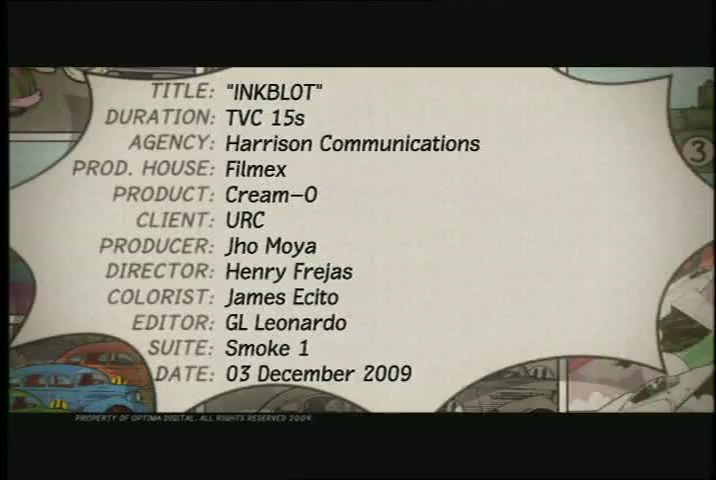 TITLE: "INKBLOT"
DURATION: TVC 15s
AGENCY: Harrison Communications
PROD. HOUSE: Filmex
PRODUCT: Cream-O
CLIENT: URC
PRODUCER: Jho Moya
DIRECTOR: Henry Frejas
COLORIST: James Ecito
EDITOR: GL Leonardo
SUITE: Smoke 1
DATE: 03 December 2009
3
PROPERTY OF OPTIMA DIGITAL. ALL RIGHTS RESERVED 2009.